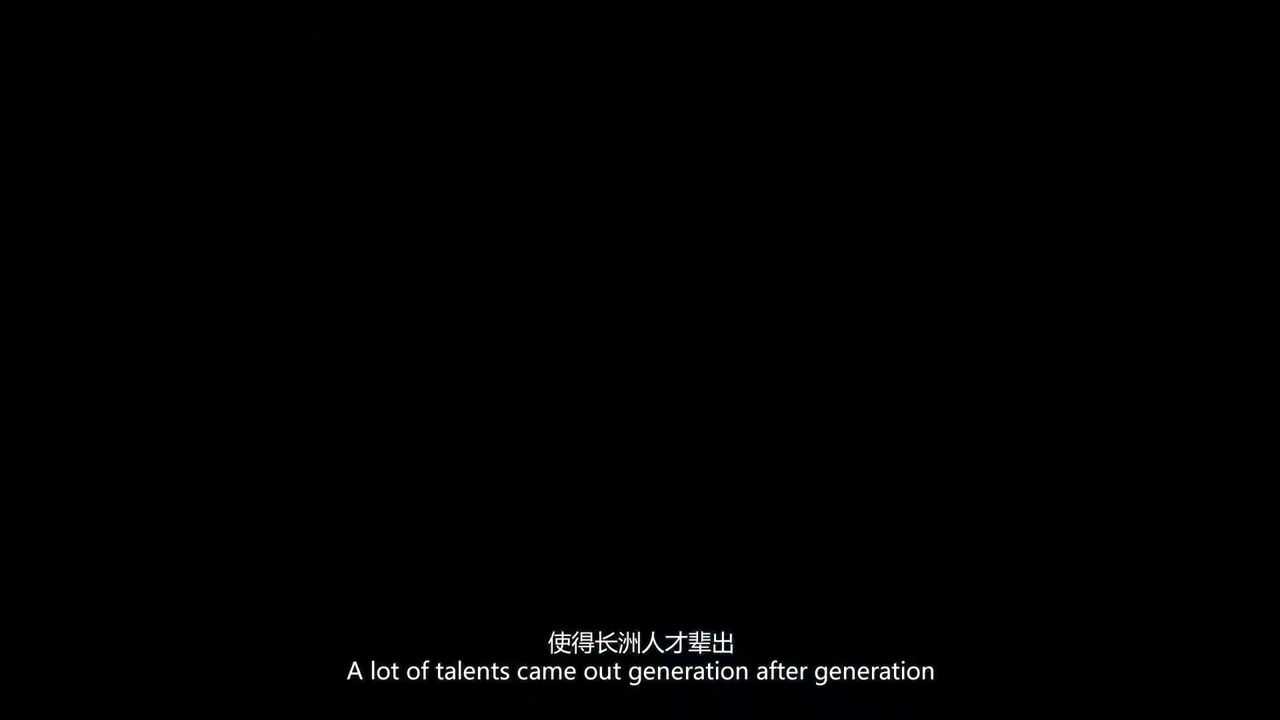 使得长洲人才辈出
A lot of talents came out generation after generation